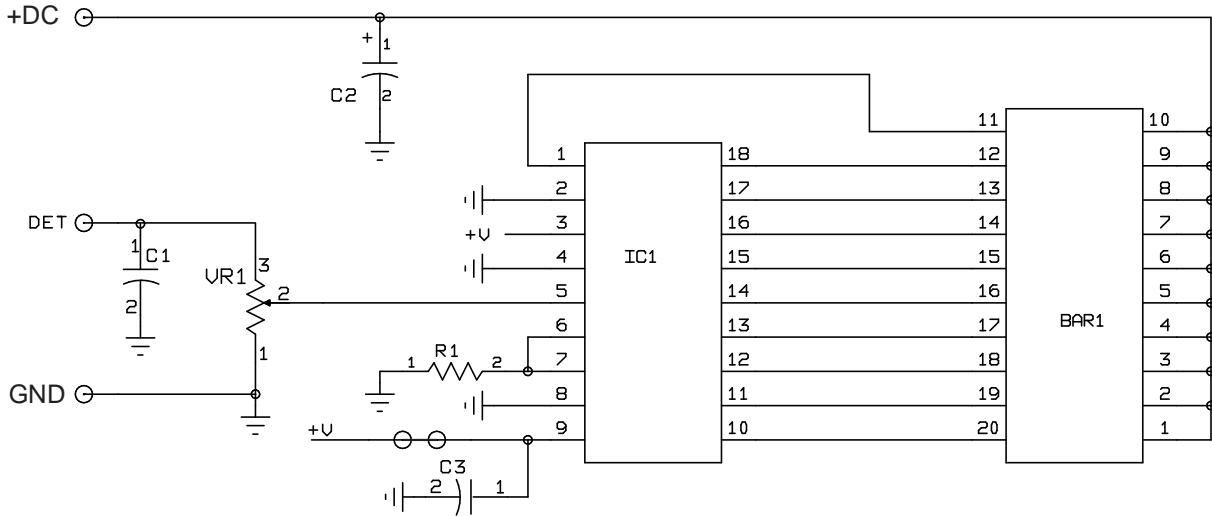 +DC
+ 1
C2 2
11 10
1 18 12 9
2 17 13 8
DET 3 16 14 7
+V
1 C1
4 IC1 15 15 6
3
VR1 2
5 14 16 5
2
6 13 17 4
BAR1
R1
1 2
1
7 12 18 3
GND 8 11 19 2
+V 9 10 20 1
C3
2 1